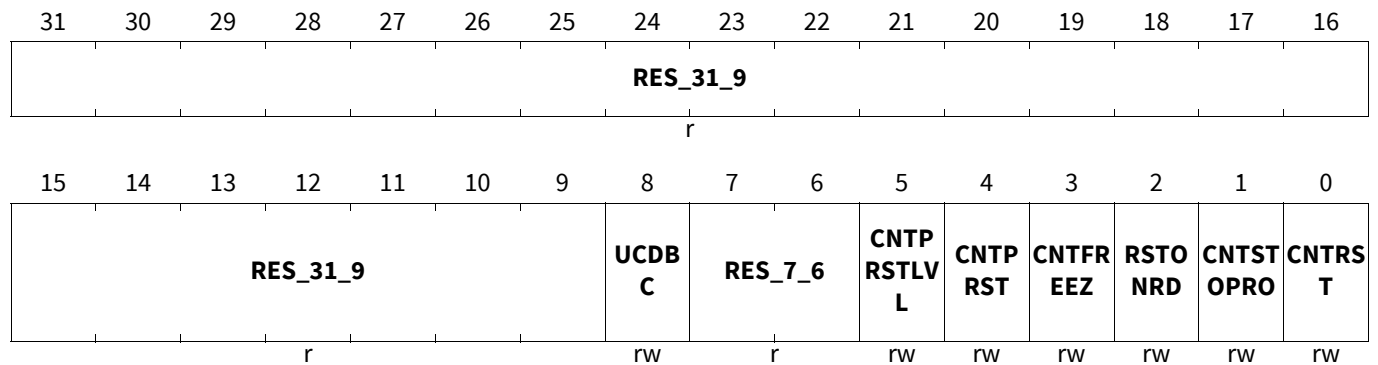 31 30 29 28 27 26 25 24 23 22 21 20 19 18 17 16
RES_31_9
r
15 14 13 12 11 10 9 8 7 6 5 4 3 2 1 0
RES_31_9 UCDB RES_7_6 CNTP CNTP CNTFR RSTO CNTST CNTRS
C RSTLV RST EEZ NRD OPRO T
L
r rw r rw rw rw rw rw rw